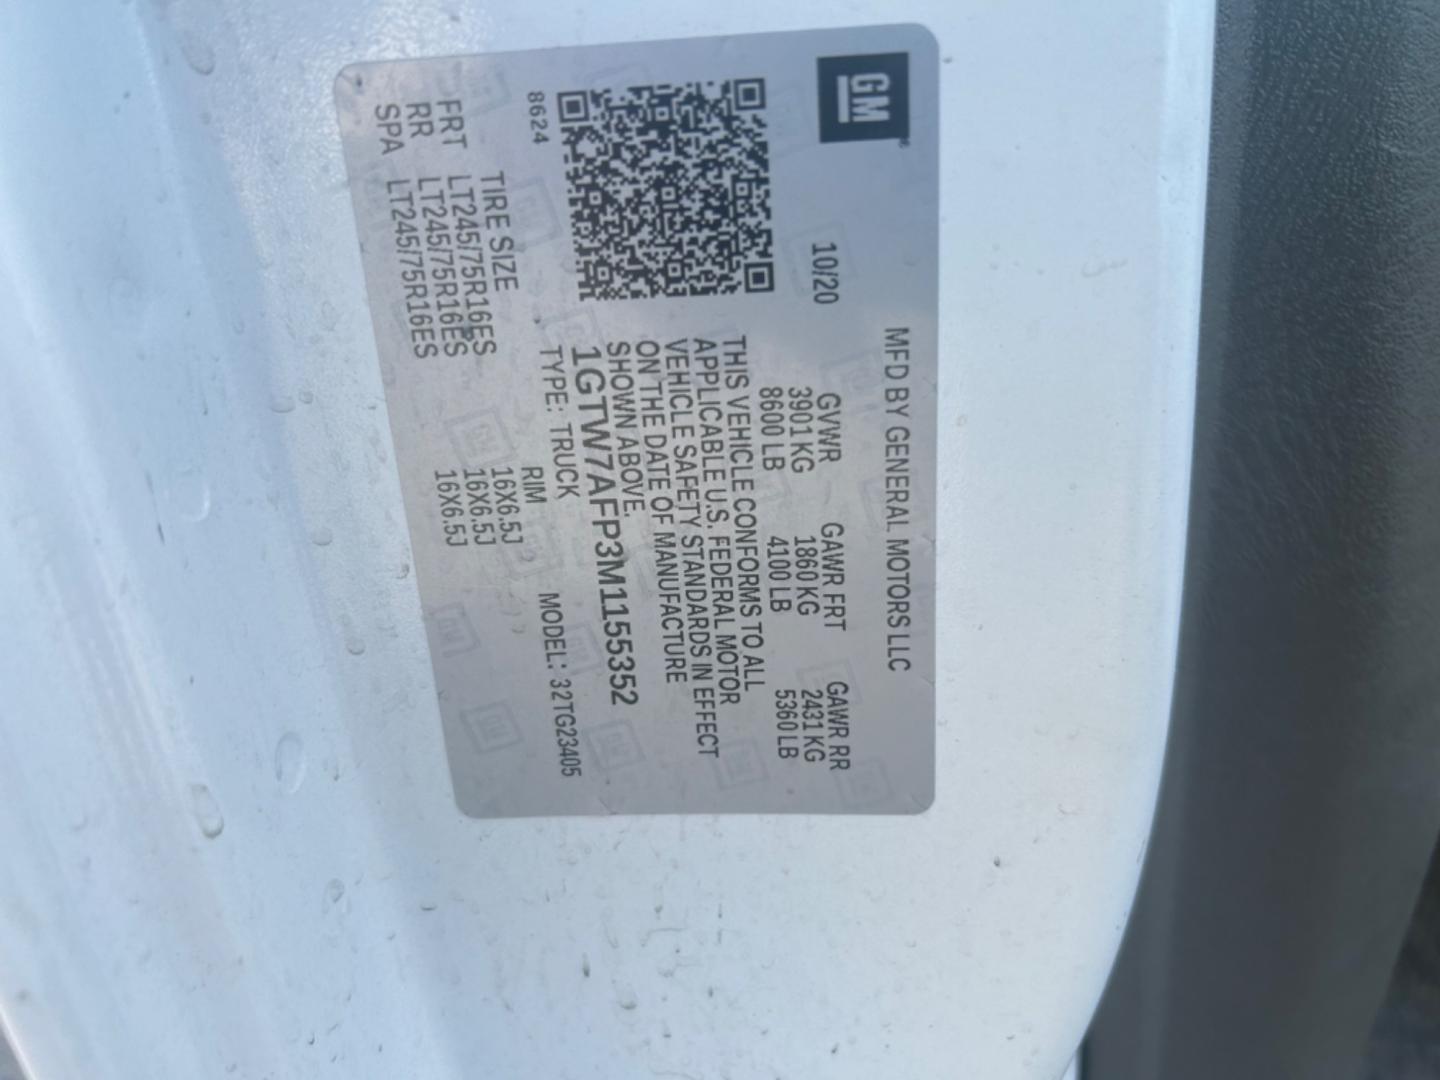 GM
MFD BY GENERAL MOTORS LLC
10/20 GVWR GAWR FRT GAWR RR
3901 KG 1860 KG 2431 KG
8600 LB 4100 LB 5360 LB
THIS VEHICLE CONFORMS TO ALL
APPLICABLE U.S. FEDERAL MOTOR
VEHICLE SAFETY STANDARDS IN EFFECT
ON THE DATE OF MANUFACTURE
SHOWN ABOVE.
1GTW7AFP3M1155352
8624 TYPE: TRUCK MODEL: 32TG23405
TIRE SIZE RIM
FRT LT245/75R16ES 16X6.5J
RR LT245/75R16ES 16X6.5J
SPA LT245/75R16ES 16X6.5J